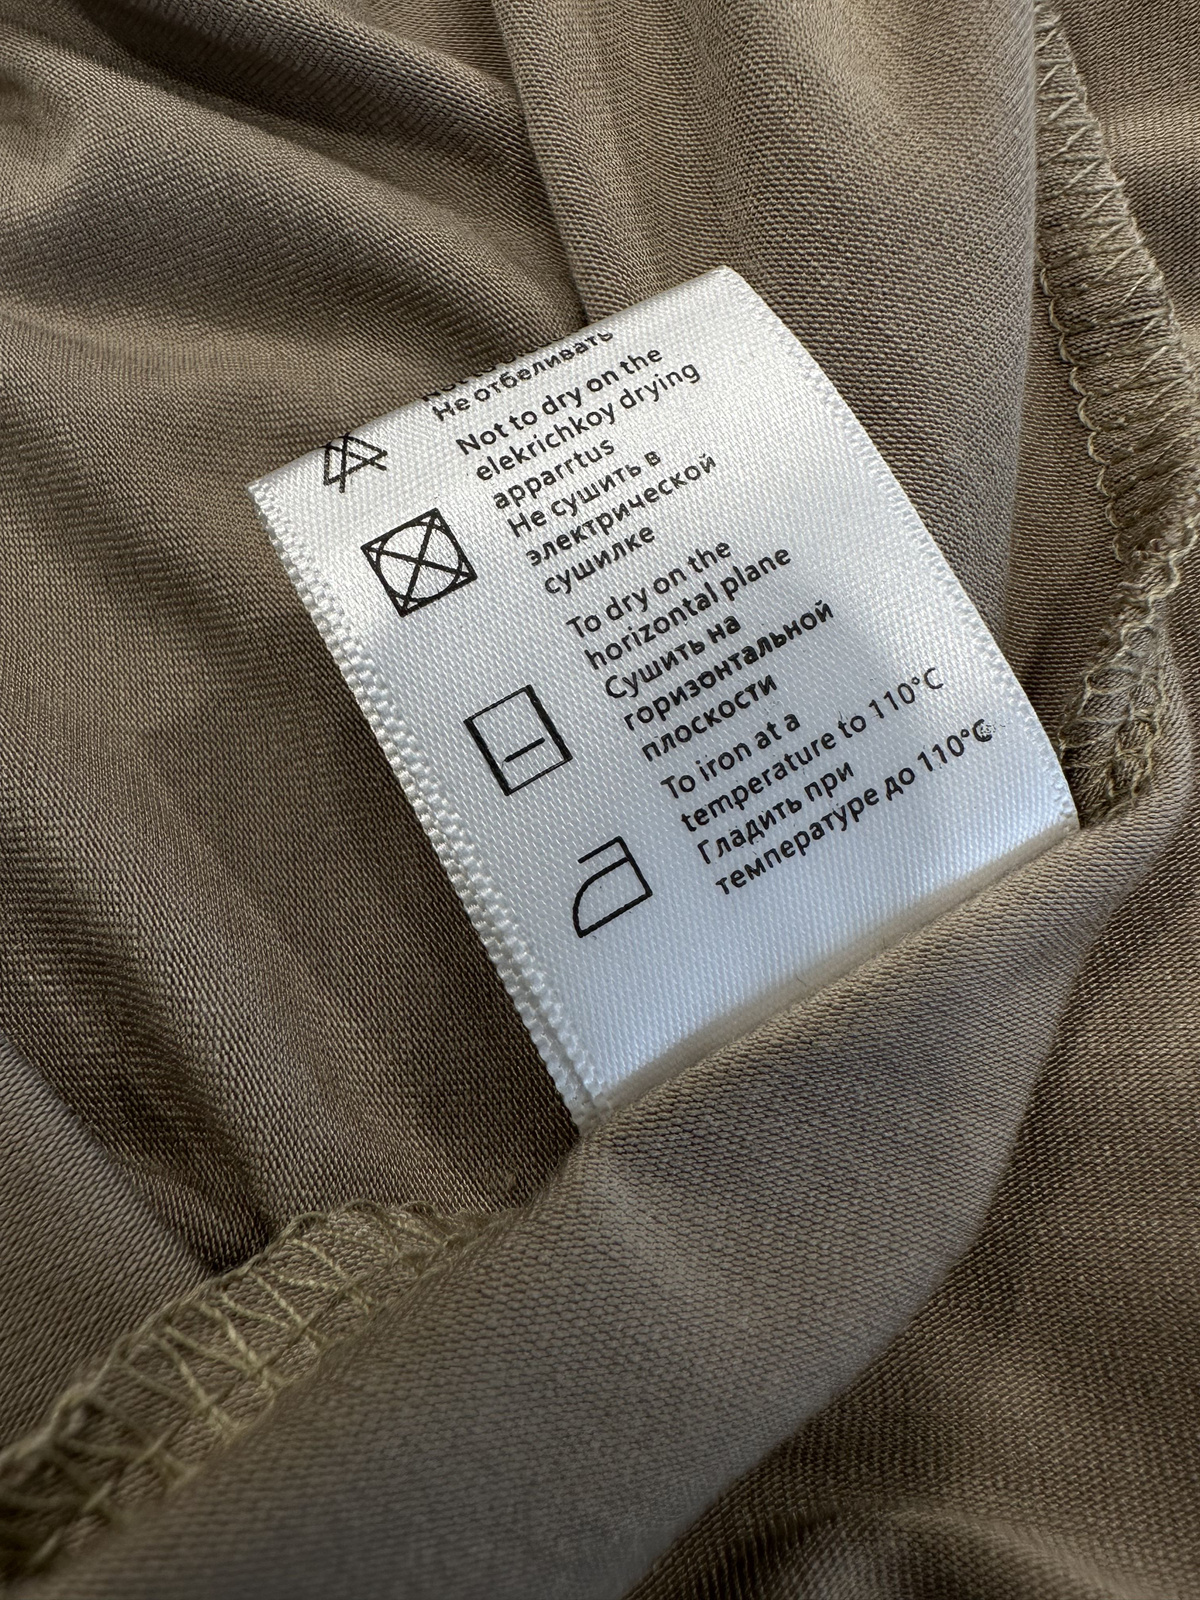 Не отбеливать
Not to dry on the
elekrichkoy drying
apparrtus
Не сушить в
электрической
сушилке
To dry on the
horizontal plane
Сушить на
горизонтальной
плоскости
To iron at a
temperature to 110°C
Гладить при
температуре до 110°C